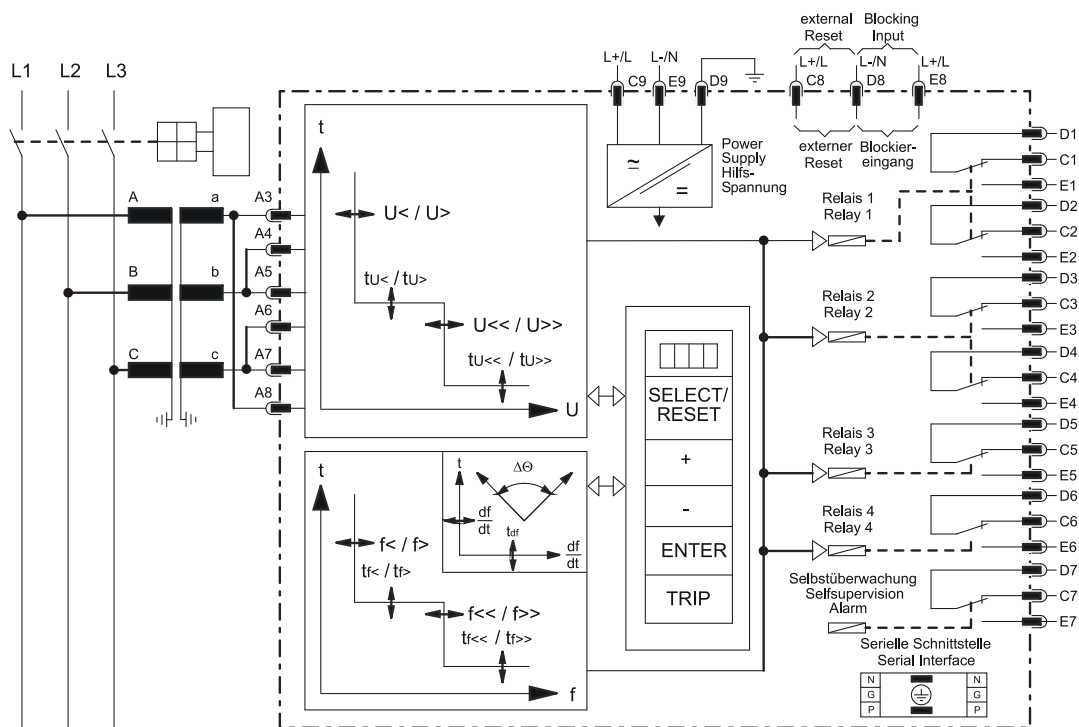 external
Reset
Blocking
Input
L+/L
L-/N
L+/L
L-/N
L+/L
C9
E9
D9
C8
D8
E8
externer
Reset
Blockier-
eingang
L1
L2
L3
Power
Supply
Hilfs-
Spannung
≃
=
A
a
B
b
C
c
A3
A4
A5
A6
A7
A8
t
U< / U>
tU< / tU>
U<< / U>>
tU<< / tU>>
U
t
f< / f>
tf< / tf>
f<< / f>>
tf<< / tf>>
f
t
ΔΘ
df
dt
tdf
df
dt
SELECT/
RESET
+
-
ENTER
TRIP
Relais 1
Relay 1
Relais 2
Relay 2
Relais 3
Relay 3
Relais 4
Relay 4
Selbstüberwachung
Selfsupervision
Alarm
Serielle Schnittstelle
Serial Interface
N
G
P
N
G
P
D1
C1
E1
D2
C2
E2
D3
C3
E3
D4
C4
E4
D5
C5
E5
D6
C6
E6
D7
C7
E7